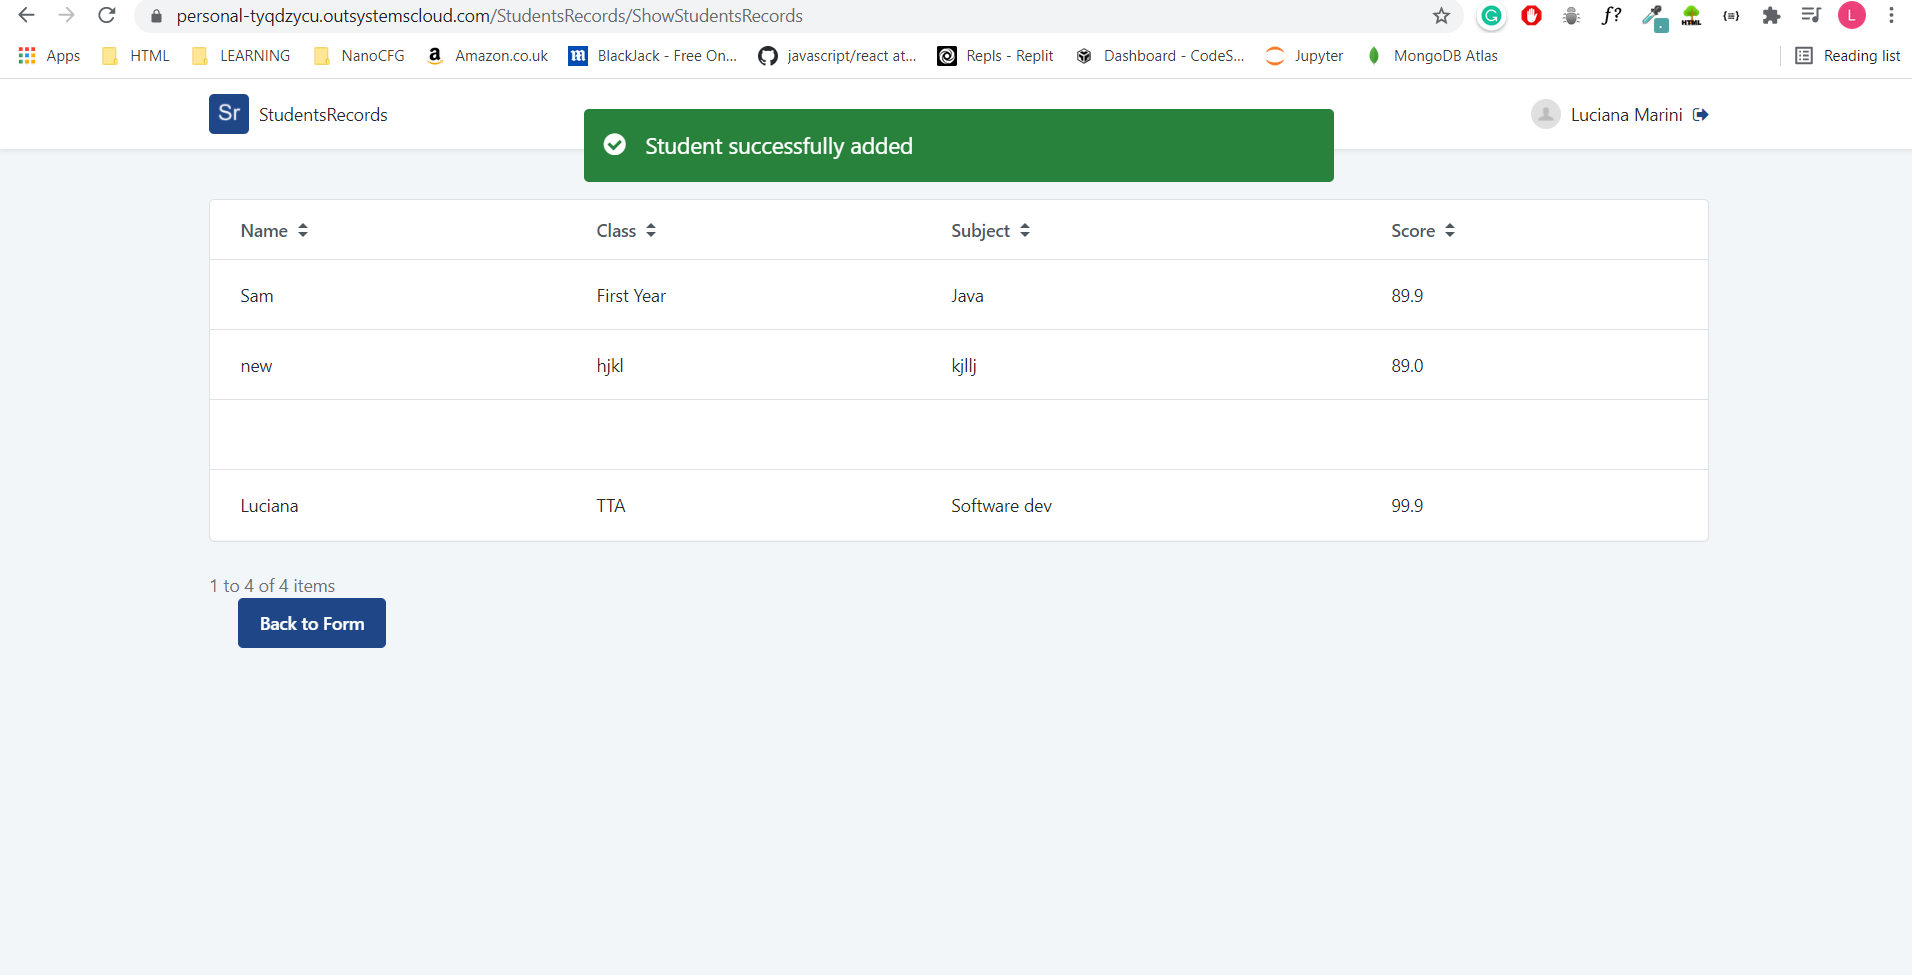 personal-tyqdzycu.outsystemscloud.com/StudentsRecords/ShowStudentsRecords G f? HTML {≡} L
Apps HTML LEARNING NanoCFG a Amazon.co.uk m BlackJack - Free On... javascript/react at... Repls - Replit Dashboard - CodeS... Jupyter MongoDB Atlas Reading list
Sr StudentsRecords Luciana Marini
Student successfully added
Name Class Subject Score
Sam First Year Java 89.9
new hjkl kjllj 89.0
Luciana TTA Software dev 99.9
1 to 4 of 4 items
Back to Form